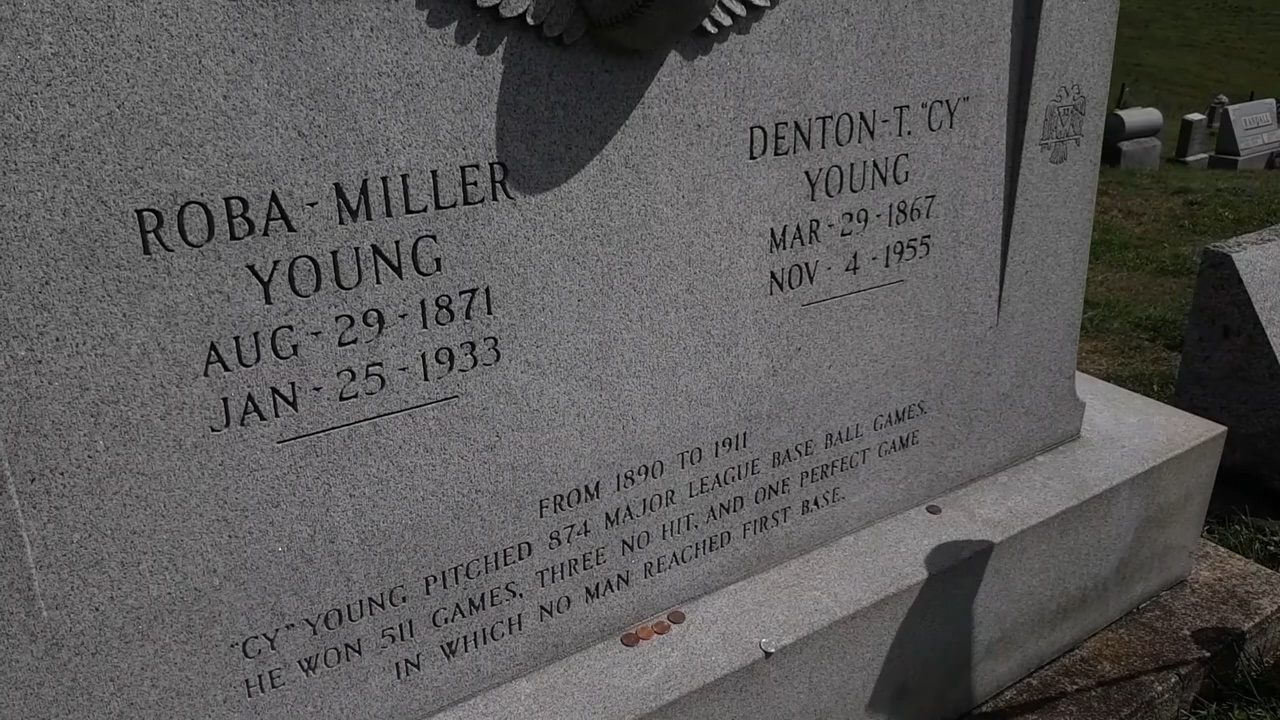 ROBA-MILLER
YOUNG
AUG-29-1871
JAN-25-1933
DENTON-T. "CY"
YOUNG
MAR-29-1867
NOV-4-1955
FROM 1890 TO 1911
"CY" YOUNG PITCHED 874 MAJOR LEAGUE BASE BALL GAMES.
HE WON 511 GAMES, THREE NO HIT, AND ONE PERFECT GAME
IN WHICH NO MAN REACHED FIRST BASE.